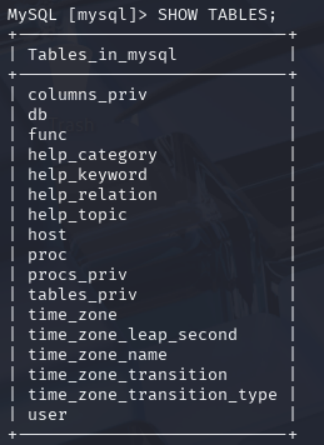 MySQL [mysql]> SHOW TABLES;
+---------------------------+
| Tables_in_mysql           |
+---------------------------+
| columns_priv              |
| db                        |
| func                      |
| help_category             |
| help_keyword              |
| help_relation             |
| help_topic                |
| host                      |
| proc                      |
| procs_priv                |
| tables_priv               |
| time_zone                 |
| time_zone_leap_second     |
| time_zone_name            |
| time_zone_transition      |
| time_zone_transition_type |
| user                      |
+---------------------------+